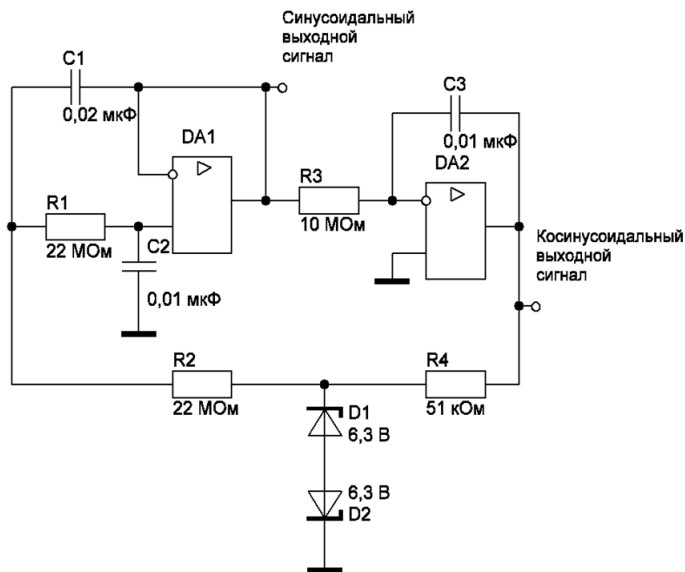 Синусоидальный
выходной
сигнал
C1
0,02 мкФ
C3
0,01 мкФ
DA1
DA2
R1
22 МОм
C2
0,01 мкФ
R3
10 МОм
Косинусоидальный
выходной
сигнал
R2
22 МОм
R4
51 кОм
D1
6,3 В
6,3 В
D2